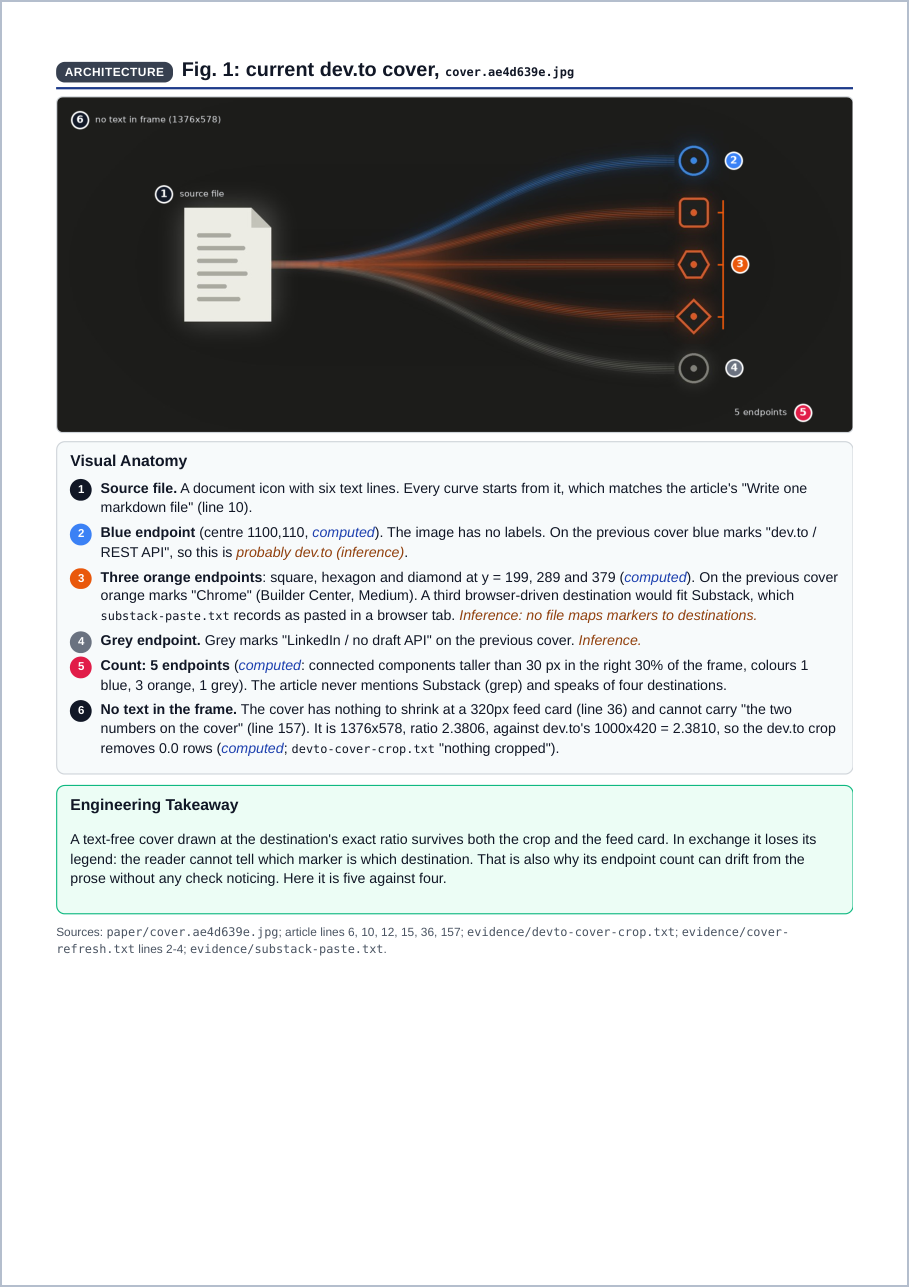 ARCHITECTURE Fig. 1: current dev.to cover, cover.ae4d639e.jpg
6 no text in frame (1376x578)
2
1 source file
3
4
5 endpoints 5
Visual Anatomy
1 Source file. A document icon with six text lines. Every curve starts from it, which matches the article's "Write one
markdown file" (line 10).
2 Blue endpoint (centre 1100,110, computed). The image has no labels. On the previous cover blue marks "dev.to /
REST API", so this is probably dev.to (inference).
3 Three orange endpoints: square, hexagon and diamond at y = 199, 289 and 379 (computed). On the previous cover
orange marks "Chrome" (Builder Center, Medium). A third browser-driven destination would fit Substack, which
substack-paste.txt records as pasted in a browser tab. Inference: no file maps markers to destinations.
4 Grey endpoint. Grey marks "LinkedIn / no draft API" on the previous cover. Inference.
5 Count: 5 endpoints (computed: connected components taller than 30 px in the right 30% of the frame, colours 1
blue, 3 orange, 1 grey). The article never mentions Substack (grep) and speaks of four destinations.
6 No text in the frame. The cover has nothing to shrink at a 320px feed card (line 36) and cannot carry "the two
numbers on the cover" (line 157). It is 1376x578, ratio 2.3806, against dev.to's 1000x420 = 2.3810, so the dev.to crop
removes 0.0 rows (computed; devto-cover-crop.txt "nothing cropped").
Engineering Takeaway
A text-free cover drawn at the destination's exact ratio survives both the crop and the feed card. In exchange it loses its
legend: the reader cannot tell which marker is which destination. That is also why its endpoint count can drift from the
prose without any check noticing. Here it is five against four.
Sources: paper/cover.ae4d639e.jpg; article lines 6, 10, 12, 15, 36, 157; evidence/devto-cover-crop.txt; evidence/cover-
refresh.txt lines 2-4; evidence/substack-paste.txt.